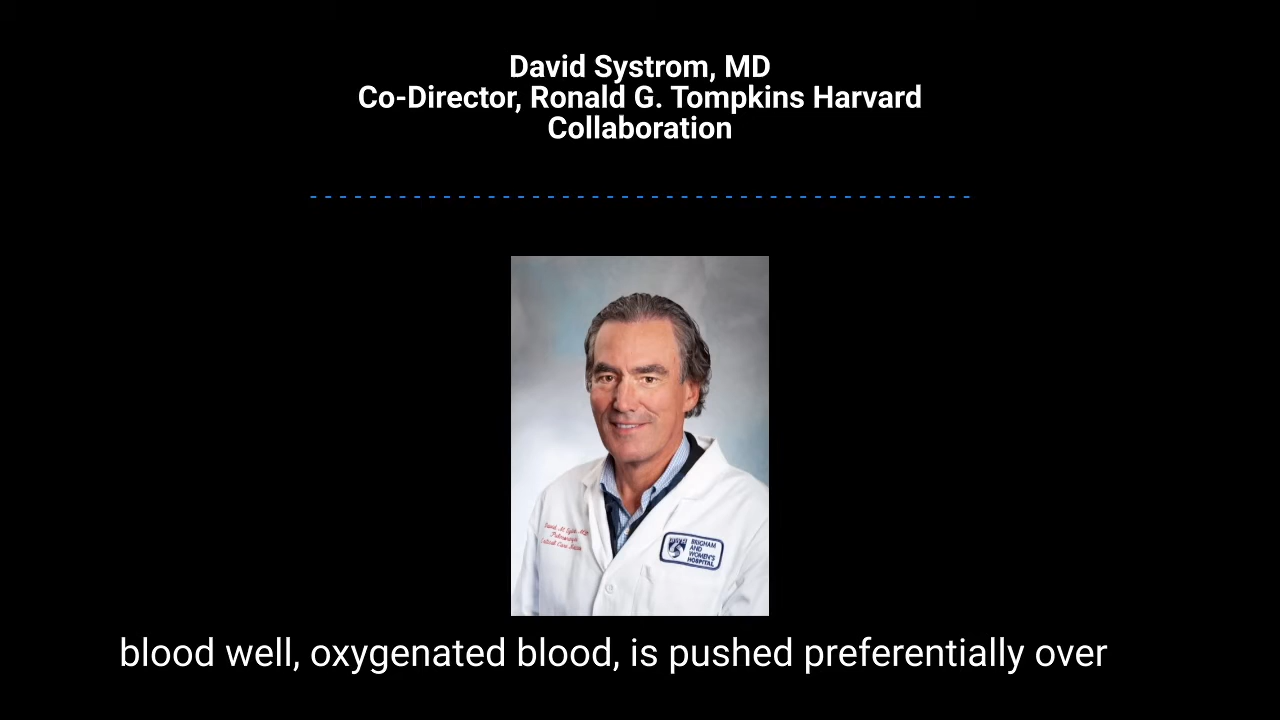 David Systrom, MD
Co-Director, Ronald G. Tompkins Harvard
Collaboration
BRIGHAM
AND
WOMEN'S
HOSPITAL
blood well, oxygenated blood, is pushed preferentially over